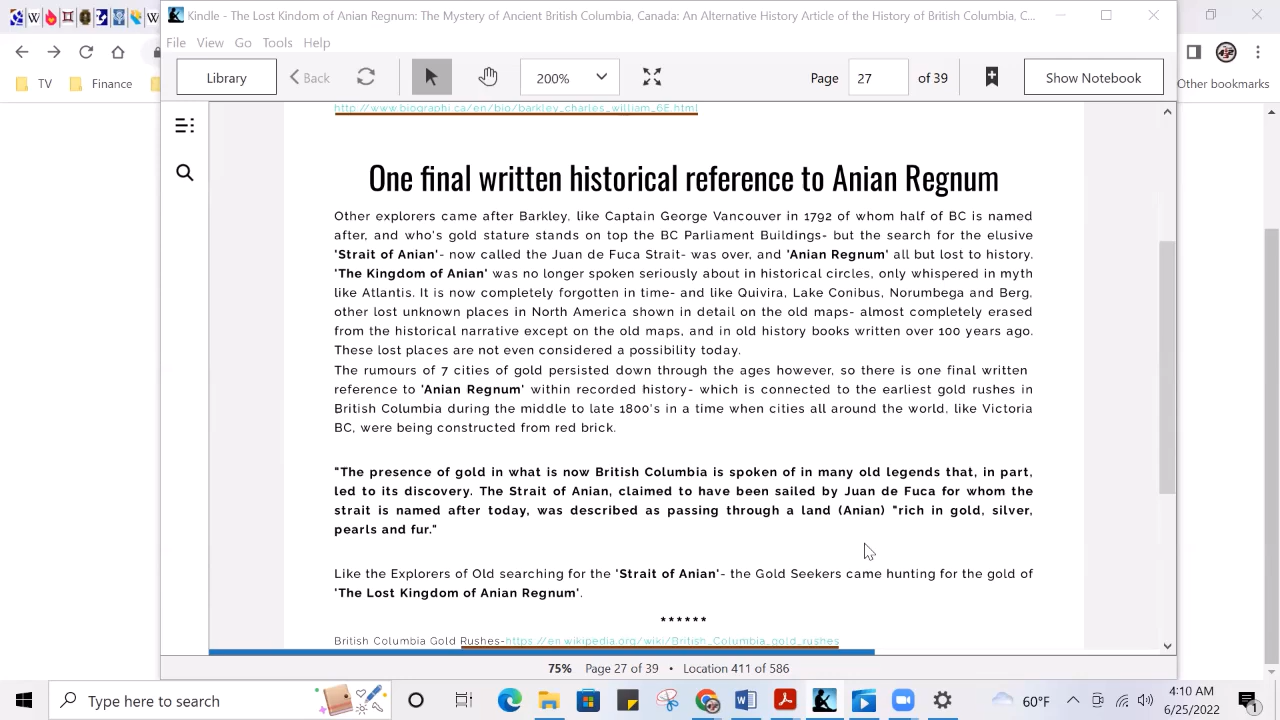 Kindle - The Lost Kindom of Anian Regnum: The Mystery of Ancient British Columbia, Canada: An Alternative History Article of the History of British Columbia, C...
File View Go Tools Help
Library Back 200% Page 27 of 39 Show Notebook
TV Finance Other bookmarks
http://www.biographi.ca/en/bio/barkley_charles_william_6E.html
One final written historical reference to Anian Regnum
Other explorers came after Barkley, like Captain George Vancouver in 1792 of whom half of BC is named
after, and who's gold stature stands on top the BC Parliament Buildings- but the search for the elusive
'Strait of Anian'- now called the Juan de Fuca Strait- was over, and 'Anian Regnum' all but lost to history.
'The Kingdom of Anian' was no longer spoken seriously about in historical circles, only whispered in myth
like Atlantis. It is now completely forgotten in time- and like Quivira, Lake Conibus, Norumbega and Berg,
other lost unknown places in North America shown in detail on the old maps- almost completely erased
from the historical narrative except on the old maps, and in old history books written over 100 years ago.
These lost places are not even considered a possibility today.
The rumours of 7 cities of gold persisted down through the ages however, so there is one final written
reference to 'Anian Regnum' within recorded history- which is connected to the earliest gold rushes in
British Columbia during the middle to late 1800's in a time when cities all around the world, like Victoria
BC, were being constructed from red brick.
"The presence of gold in what is now British Columbia is spoken of in many old legends that, in part,
led to its discovery. The Strait of Anian, claimed to have been sailed by Juan de Fuca for whom the
strait is named after today, was described as passing through a land (Anian) "rich in gold, silver,
pearls and fur."
Like the Explorers of Old searching for the 'Strait of Anian'- the Gold Seekers came hunting for the gold of
'The Lost Kingdom of Anian Regnum'.
******
British Columbia Gold Rushes-https://en.wikipedia.org/wiki/British_Columbia_gold_rushes
75% Page 27 of 39 • Location 411 of 586
Type here to search
60°F
4:10 AM
6/25/2022
1